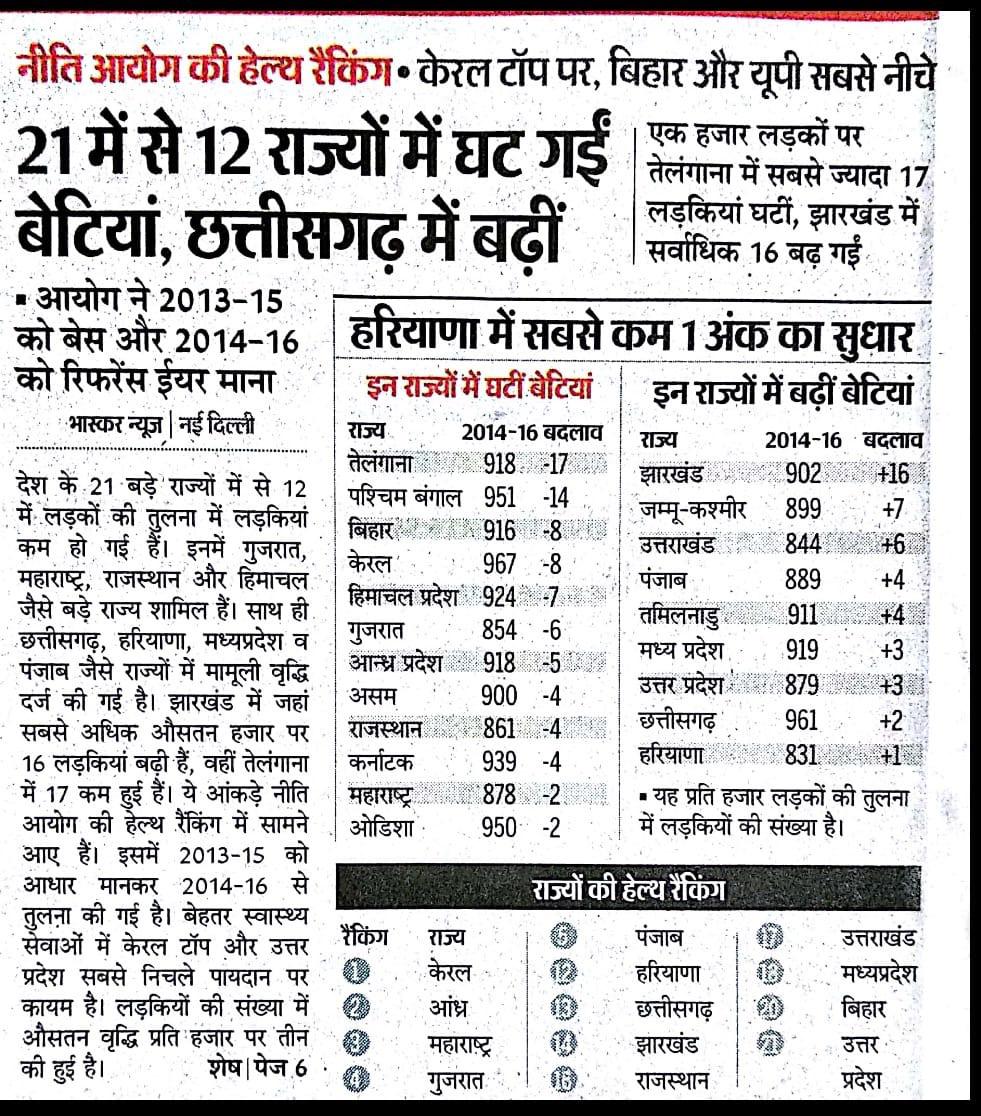 नीति आयोग की हेल्थ रैंकिंग • केरल टॉप पर, बिहार और यूपी सबसे नीचे
21 में से 12 राज्यों में घट गईं
बेटियां, छत्तीसगढ़ में बढ़ीं
एक हजार लड़कों पर
तेलंगाना में सबसे ज्यादा 17
लड़कियां घटीं, झारखंड में
सर्वाधिक 16 बढ़ गईं
▪ आयोग ने 2013-15
को बेस और 2014-16
को रिफरेंस ईयर माना
भास्कर न्यूज | नई दिल्ली
देश के 21 बड़े राज्यों में से 12
में लड़कों की तुलना में लड़कियां
कम हो गई हैं। इनमें गुजरात,
महाराष्ट्र, राजस्थान और हिमाचल
जैसे बड़े राज्य शामिल हैं। साथ ही
छत्तीसगढ़, हरियाणा, मध्यप्रदेश व
पंजाब जैसे राज्यों में मामूली वृद्धि
दर्ज की गई है। झारखंड में जहां
सबसे अधिक औसतन हजार पर
16 लड़कियां बढ़ी हैं, वहीं तेलंगाना
में 17 कम हुई हैं। ये आंकड़े नीति
आयोग की हेल्थ रैंकिंग में सामने
आए हैं। इसमें 2013-15 को
आधार मानकर 2014-16 से
तुलना की गई है। बेहतर स्वास्थ्य
सेवाओं में केरल टॉप और उत्तर
प्रदेश सबसे निचले पायदान पर
कायम है। लड़कियों की संख्या में
औसतन वृद्धि प्रति हजार पर तीन
की हुई है। शेष | पेज 6
हरियाणा में सबसे कम 1 अंक का सुधार
इन राज्यों में घटीं बेटियां
राज्य 2014-16 बदलाव
तेलंगाना 918 -17
पश्चिम बंगाल 951 -14
बिहार 916 -8
केरल 967 -8
हिमाचल प्रदेश 924 -7
गुजरात 854 -6
आन्ध्र प्रदेश 918 -5
असम 900 -4
राजस्थान 861 -4
कर्नाटक 939 -4
महाराष्ट्र 878 -2
ओडिशा 950 -2
इन राज्यों में बढ़ीं बेटियां
राज्य 2014-16 बदलाव
झारखंड 902 +16
जम्मू-कश्मीर 899 +7
उत्तराखंड 844 +6
पंजाब 889 +4
तमिलनाडु 911 +4
मध्य प्रदेश 919 +3
उत्तर प्रदेश 879 +3
छत्तीसगढ़ 961 +2
हरियाणा 831 +1
▪ यह प्रति हजार लड़कों की तुलना
में लड़कियों की संख्या है।
राज्यों की हेल्थ रैंकिंग
रैंकिंग राज्य
1 केरल
2 आंध्र
3 महाराष्ट्र
4 गुजरात
पंजाब
12 हरियाणा
13 छत्तीसगढ़
14 झारखंड
16 राजस्थान
17 उत्तराखंड
18 मध्यप्रदेश
20 बिहार
21 उत्तर
प्रदेश